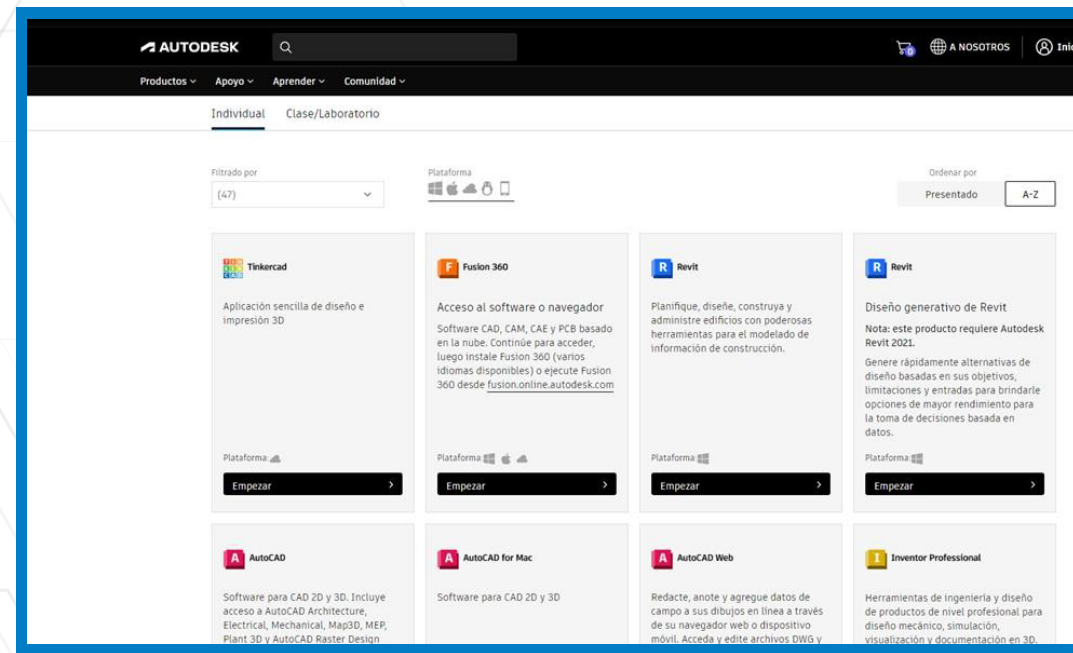 AUTODESK
A NOSOTROS
Productos
Apoyo
Aprender
Comunidad
Individual
Clase/Laboratorio
Filtrado por
(47)
Plataforma
Ordenar por
Presentado
A-Z
Tinkercad
Aplicación sencilla de diseño e
impresión 3D
Plataforma:
Empezar
Fusion 360
Acceso al software o navegador
Software CAD, CAM, CAE y PCB basado
en la nube. Continúe para acceder,
luego instale Fusion 360 (varios
idiomas disponibles) o ejecute Fusion
360 desde fusion.online.autodesk.com
Plataforma:
Empezar
Revit
Planifique, diseñe, construya y
administre edificios con poderosas
herramientas para el modelado de
información de construcción.
Plataforma:
Empezar
Revit
Diseño generativo de Revit
Nota: este producto requiere Autodesk
Revit 2021.
Genere rápidamente alternativas de
diseño basadas en sus objetivos,
limitaciones y entradas para brindarle
opciones de mayor rendimiento para
la toma de decisiones basada en
datos.
Plataforma:
Empezar
AutoCAD
Software para CAD 2D y 3D. Incluye
acceso a AutoCAD Architecture,
Electrical, Mechanical, Map3D, MEP,
Plant 3D y AutoCAD Raster Design
AutoCAD for Mac
Software para CAD 2D y 3D
AutoCAD Web
Redacte, anote y agregue datos de
campo a sus dibujos en línea a través
de su navegador web o dispositivo
móvil. Acceda y edite archivos DWG y
Inventor Professional
Herramientas de ingeniería y diseño
de productos de nivel profesional para
diseño mecánico, simulación,
visualización y documentación en 3D.